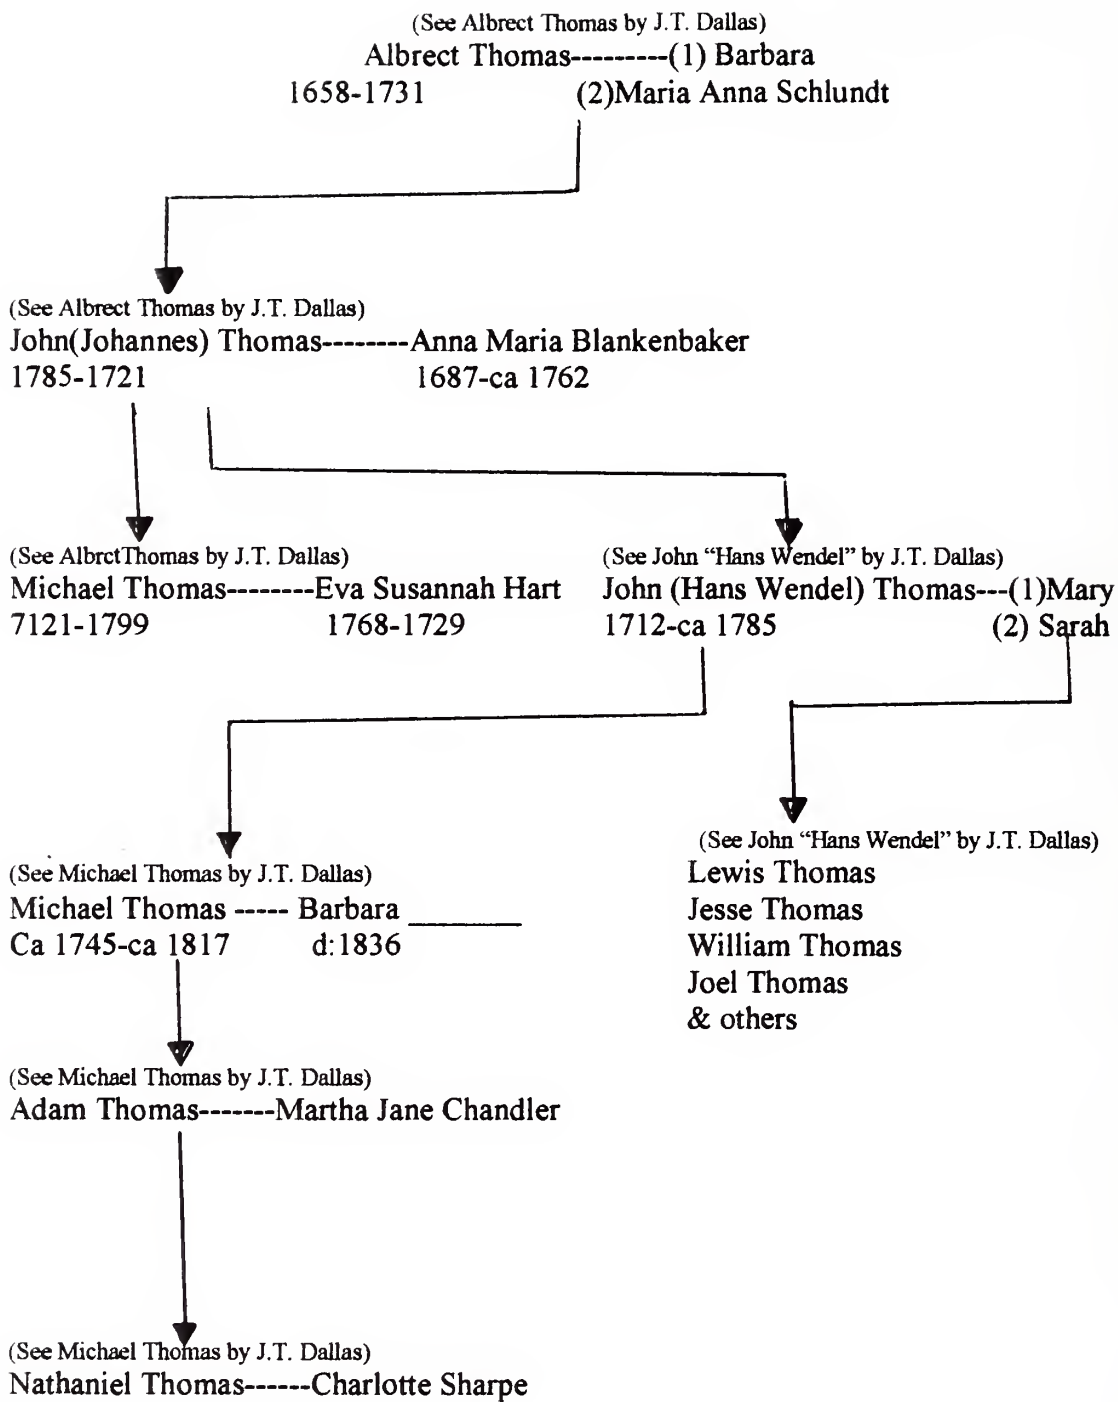 (See Albrect Thomas by J.T. Dallas)
Albrect Thomas---------(1) Barbara
1658-1731 (2)Maria Anna Schlundt
(See Albrect Thomas by J.T. Dallas)
John(Johannes) Thomas--------Anna Maria Blankenbaker
1785-1721 1687-ca 1762
(See AlbrctThomas by J.T. Dallas)
Michael Thomas--------Eva Susannah Hart
7121-1799 1768-1729
(See John “Hans Wendel” by J.T. Dallas)
John (Hans Wendel) Thomas---(1)Mary
1712-ca 1785 (2) Sarah
(See John “Hans Wendel” by J.T. Dallas)
Lewis Thomas
Jesse Thomas
William Thomas
Joel Thomas
& others
(See Michael Thomas by J.T. Dallas)
Michael Thomas ----- Barbara ________
Ca 1745-ca 1817 d:1836
(See Michael Thomas by J.T. Dallas)
Adam Thomas-------Martha Jane Chandler
(See Michael Thomas by J.T. Dallas)
Nathaniel Thomas------Charlotte Sharpe